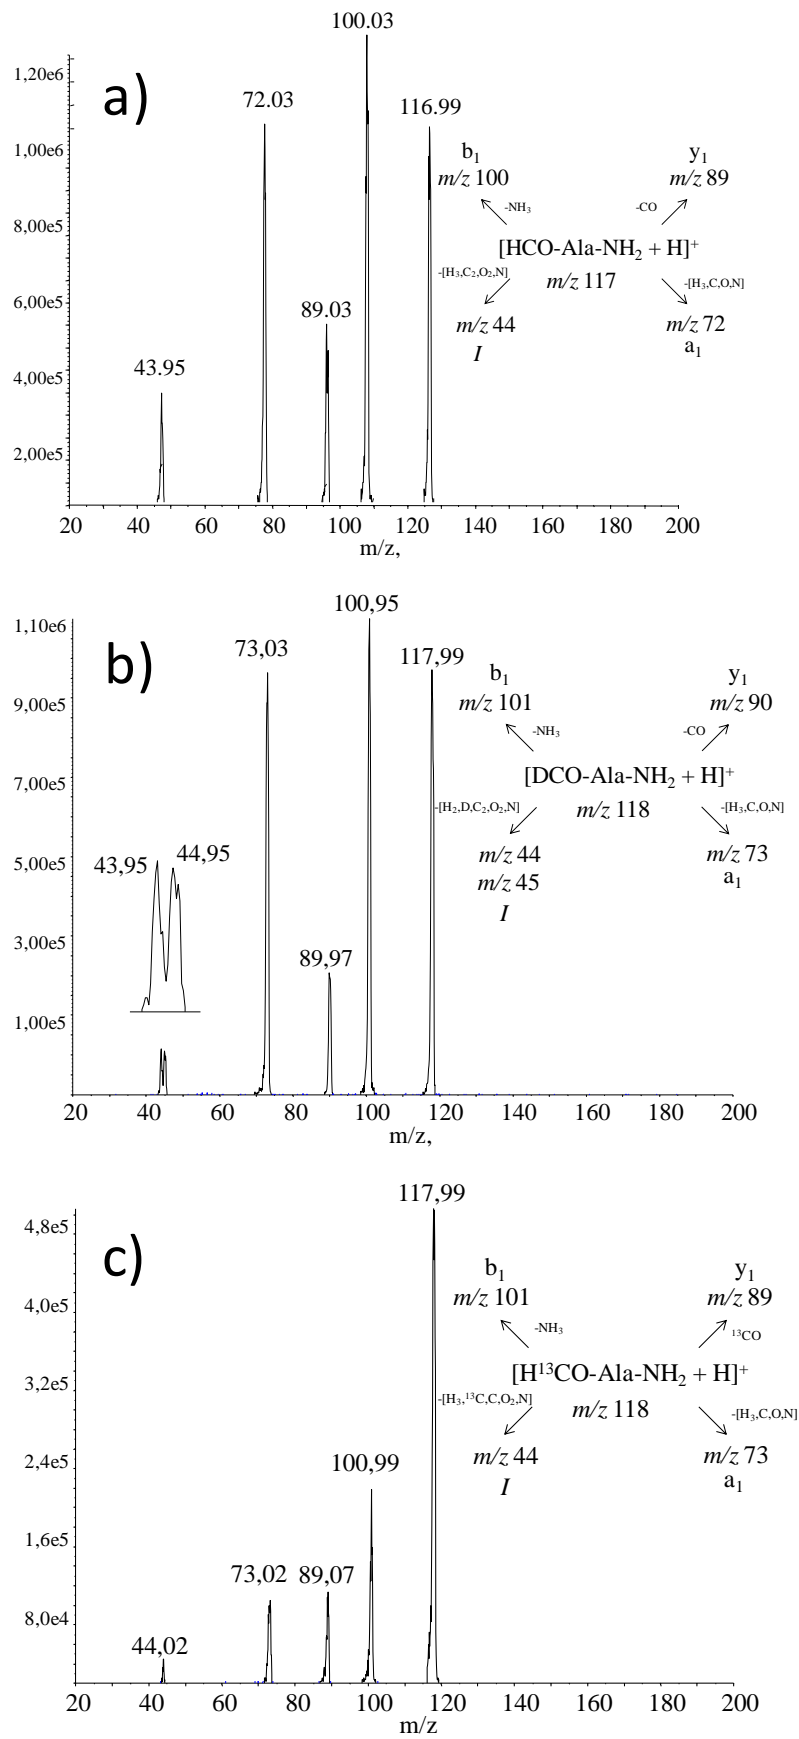 a)
100.03
72.03
116.99
89.03
43.95
1,20e6
1,00e6
8,00e5
6,00e5
4,00e5
2,00e5
b1
m/z 100
y1
m/z 89
-NH3
-CO
[HCO-Ala-NH2 + H]+
-[H3,C2,O2,N]
m/z 117
-[H3,C,O,N]
m/z 44
I
m/z 72
a1
20 40 60 80 100 120 140 160 180 200
m/z,
b)
100,95
73,03
117,99
43,95
44,95
89,97
1,10e6
9,00e5
7,00e5
5,00e5
3,00e5
1,00e5
b1
m/z 101
y1
m/z 90
-NH3
-CO
[DCO-Ala-NH2 + H]+
-[H2,D,C2,O2,N]
m/z 118
-[H3,C,O,N]
m/z 44
m/z 45
I
m/z 73
a1
20 40 60 80 100 120 140 160 180 200
m/z,
c)
117,99
100,99
73,02
89,07
44,02
4,8e5
4,0e5
3,2e5
2,4e5
1,6e5
8,0e4
b1
m/z 101
y1
m/z 89
-NH3
13CO
[H13CO-Ala-NH2 + H]+
-[H3,13C,C,O2,N]
m/z 118
-[H3,C,O,N]
m/z 44
I
m/z 73
a1
20 40 60 80 100 120 140 160 180 200
m/z